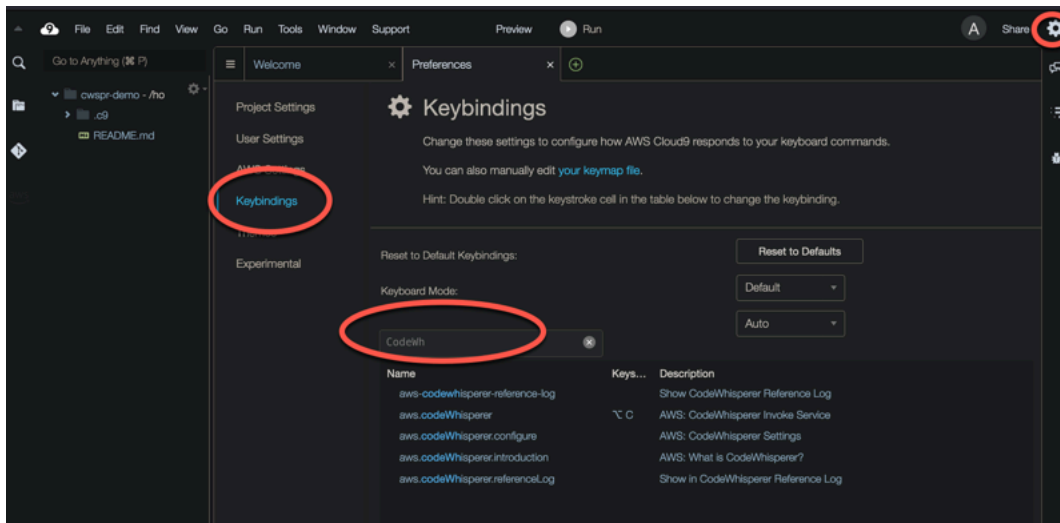 9 File Edit Find View Go Run Tools Window Support Preview Run A Share
Go to Anything (⌘ P)
Welcome × Preferences ×
cwspr-demo - /ho
.c9
README.md
Project Settings
User Settings
AWS Settings
Keybindings
Themes
Experimental
Keybindings
Change these settings to configure how AWS Cloud9 responds to your keyboard commands.
You can also manually edit your keymap file.
Hint: Double click on the keystroke cell in the table below to change the keybinding.
Reset to Default Keybindings: Reset to Defaults
Keyboard Mode: Default
Auto
CodeWh
Name Keys... Description
aws-codewhisperer-reference-log Show CodeWhisperer Reference Log
aws.codeWhisperer ⌥ C AWS: CodeWhisperer Invoke Service
aws.codeWhisperer.configure AWS: CodeWhisperer Settings
aws.codeWhisperer.introduction AWS: What is CodeWhisperer?
aws.codeWhisperer.referenceLog Show in CodeWhisperer Reference Log